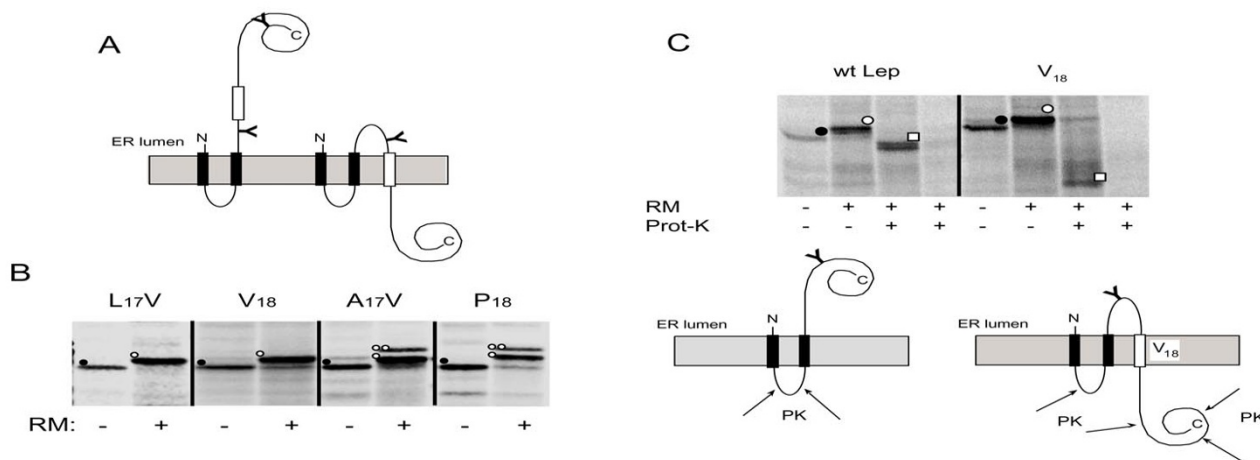 A
C
N
ER lumen
N
C
C
B
L17V V18 A17V P18
RM: - + - + - + - +
C
wt Lep V18
RM - + + + - + + +
Prot-K - - + + - - + +
ER lumen
N
C
PK
ER lumen
N
V18
C
PK
PK